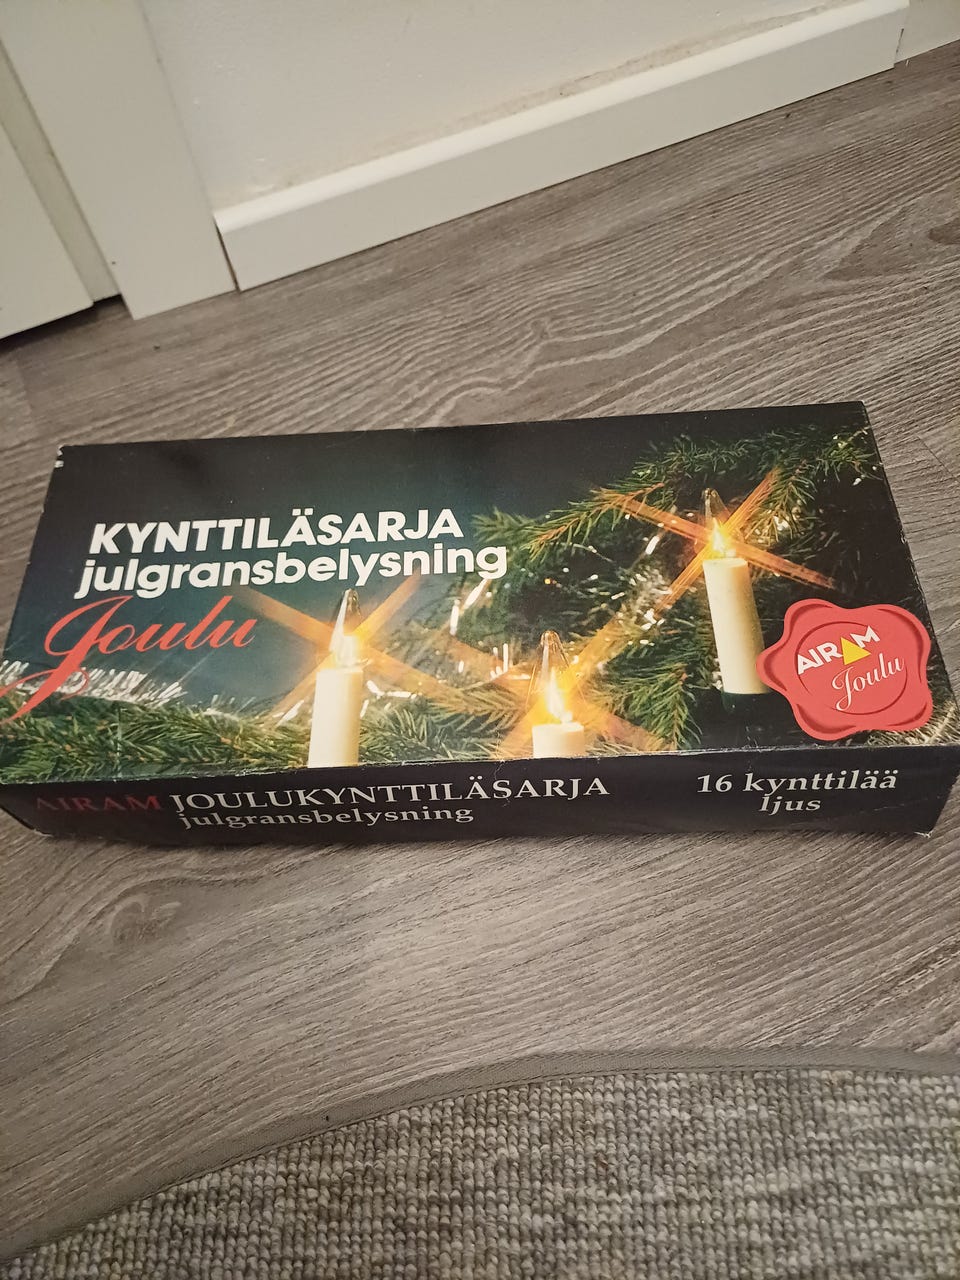 KYNTTILÄSARJA
julgransbelysning
Joulu
AIRAM
Joulu
AIRAM JOULUKYNTTILÄSARJA
julgransbelysning
16 kynttilää
ljus